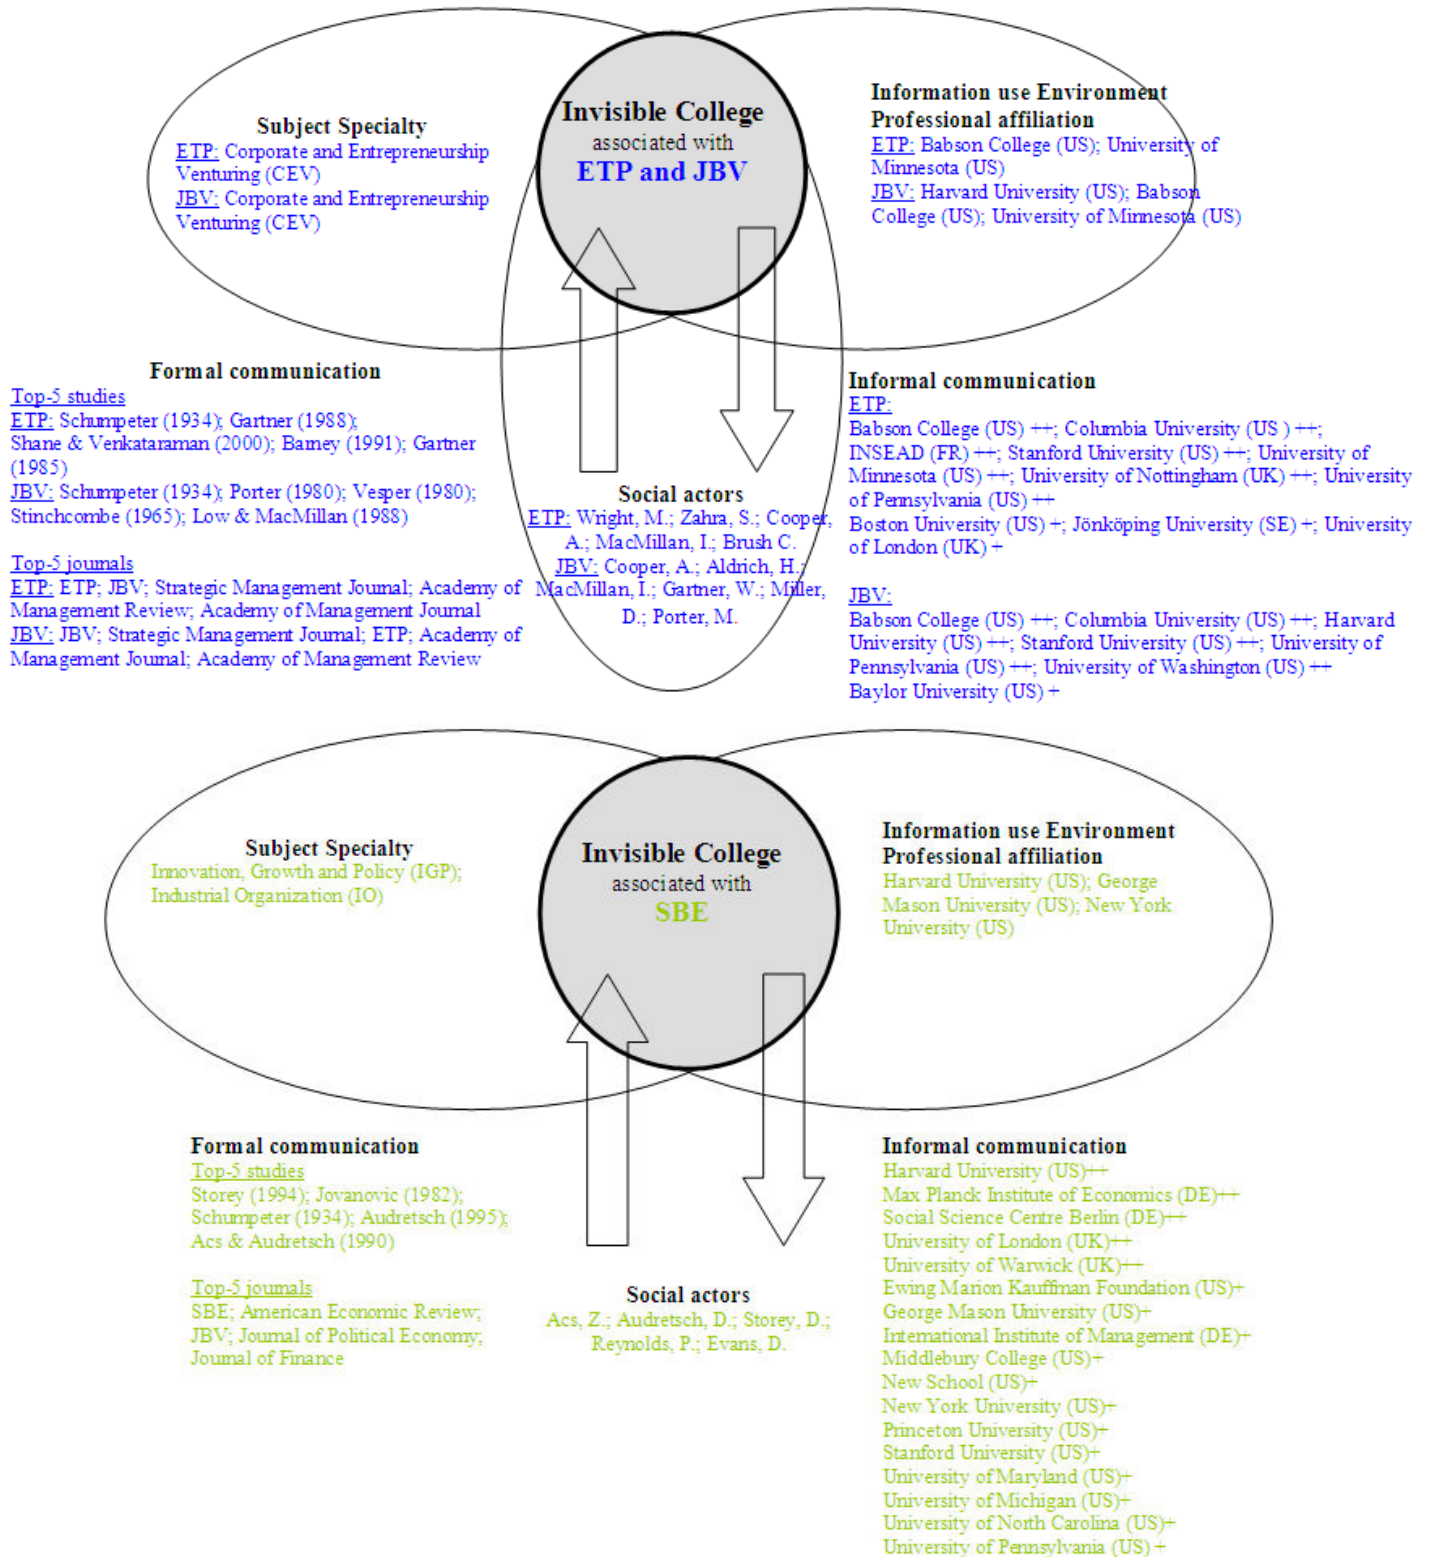 Invisible College
associated with
ETP and JBV
Subject Specialty
ETP: Corporate and Entrepreneurship
Venturing (CEV)
JBV: Corporate and Entrepreneurship
Venturing (CEV)
Information use Environment
Professional affiliation
ETP: Babson College (US); University of
Minnesota (US)
JBV: Harvard University (US); Babson
College (US); University of Minnesota (US)
Formal communication
Top-5 studies
ETP: Schumpeter (1934); Gartner (1988);
Shane & Venkataraman (2000); Barney (1991); Gartner
(1985)
JBV: Schumpeter (1934); Porter (1980); Vesper (1980);
Stinchcombe (1965); Low & MacMillan (1988)
Top-5 journals
ETP: ETP; JBV; Strategic Management Journal; Academy of
Management Review; Academy of Management Journal
JBV: JBV; Strategic Management Journal; ETP; Academy of
Management Journal; Academy of Management Review
Social actors
ETP: Wright, M.; Zahra, S.; Cooper,
A.; MacMillan, I.; Brush C.
JBV: Cooper, A.; Aldrich, H.;
MacMillan, I.; Gartner, W.; Miller,
D.; Porter, M.
Informal communication
ETP:
Babson College (US) ++; Columbia University (US ) ++;
INSEAD (FR) ++; Stanford University (US) ++; University of
Minnesota (US) ++; University of Nottingham (UK) ++; University
of Pennsylvania (US) ++
Boston University (US) +; Jönköping University (SE) +; University
of London (UK) +
JBV:
Babson College (US) ++; Columbia University (US) ++; Harvard
University (US) ++; Stanford University (US) ++; University of
Pennsylvania (US) ++; University of Washington (US) ++
Baylor University (US) +
Invisible College
associated with
SBE
Subject Specialty
Innovation, Growth and Policy (IGP);
Industrial Organization (IO)
Information use Environment
Professional affiliation
Harvard University (US); George
Mason University (US); New York
University (US)
Formal communication
Top-5 studies
Storey (1994); Jovanovic (1982);
Schumpeter (1934); Audretsch (1995);
Acs & Audretsch (1990)
Top-5 journals
SBE; American Economic Review;
JBV; Journal of Political Economy;
Journal of Finance
Social actors
Acs, Z.; Audretsch, D.; Storey, D.;
Reynolds, P.; Evans, D.
Informal communication
Harvard University (US)++
Max Planck Institute of Economics (DE)++
Social Science Centre Berlin (DE)++
University of London (UK)++
University of Warwick (UK)++
Ewing Marion Kauffman Foundation (US)+
George Mason University (US)+
International Institute of Management (DE)+
Middlebury College (US)+
New School (US)+
New York University (US)+
Princeton University (US)+
Stanford University (US)+
University of Maryland (US)+
University of Michigan (US)+
University of North Carolina (US)+
University of Pennsylvania (US) +